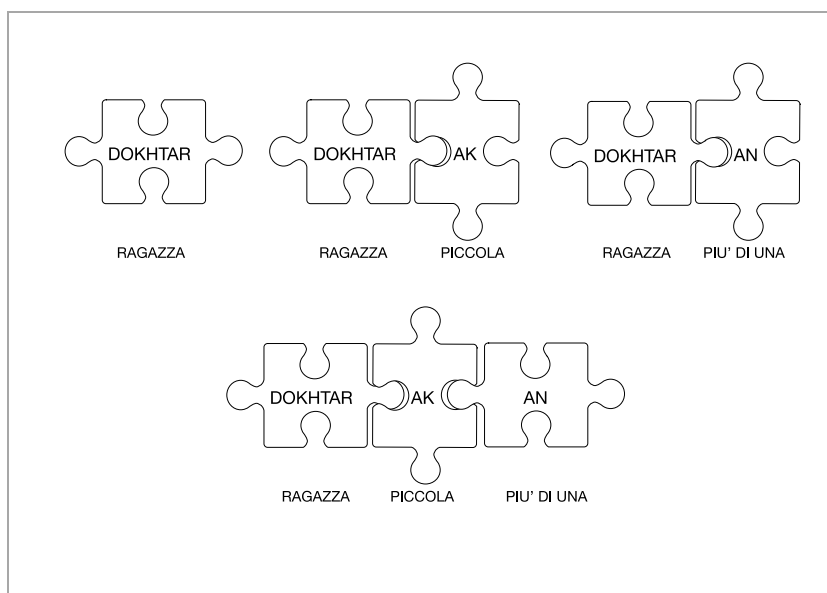 DOKHTAR DOKHTAR AK DOKHTAR AN
RAGAZZA RAGAZZA PICCOLA RAGAZZA PIU' DI UNA
DOKHTAR AK AN
RAGAZZA PICCOLA PIU' DI UNA